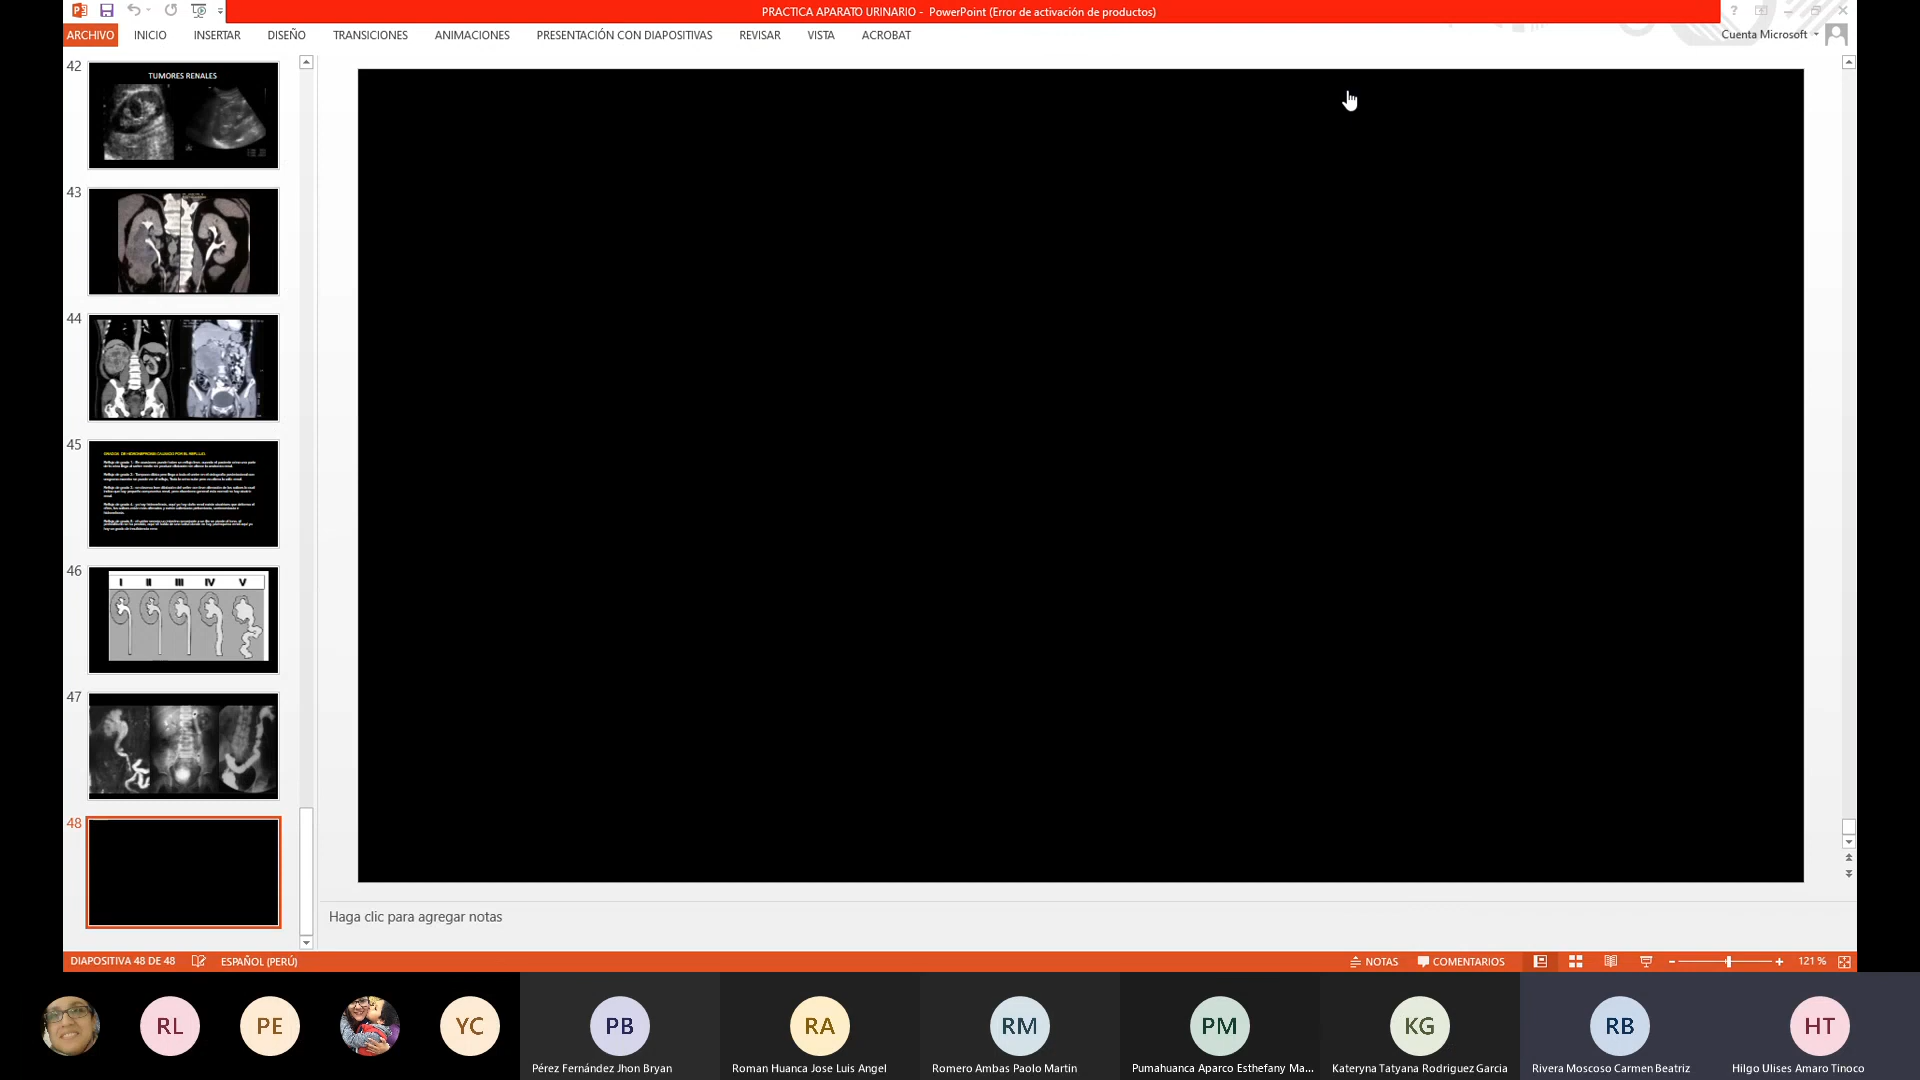 PRACTICA APARATO URINARIO - PowerPoint (Error de activación de productos)
?
ARCHIVO INICIO INSERTAR DISEÑO TRANSICIONES ANIMACIONES PRESENTACIÓN CON DIAPOSITIVAS REVISAR VISTA ACROBAT
Cuenta Microsoft
42
TUMORES RENALES
43
44
45
46
I II III IV V
47
48
Haga clic para agregar notas
DIAPOSITIVA 48 DE 48 ESPAÑOL (PERÚ) NOTAS COMENTARIOS 121 %
RL PE YC PB RA RM PM KG RB HT
Pérez Fernández Jhon Bryan Roman Huanca Jose Luis Angel Romero Ambas Paolo Martin Pumahuanca Aparco Esthefany Ma... Kateryna Tatyana Rodriguez Garcia Rivera Moscoso Carmen Beatriz Hilgo Ulises Amaro Tinoco